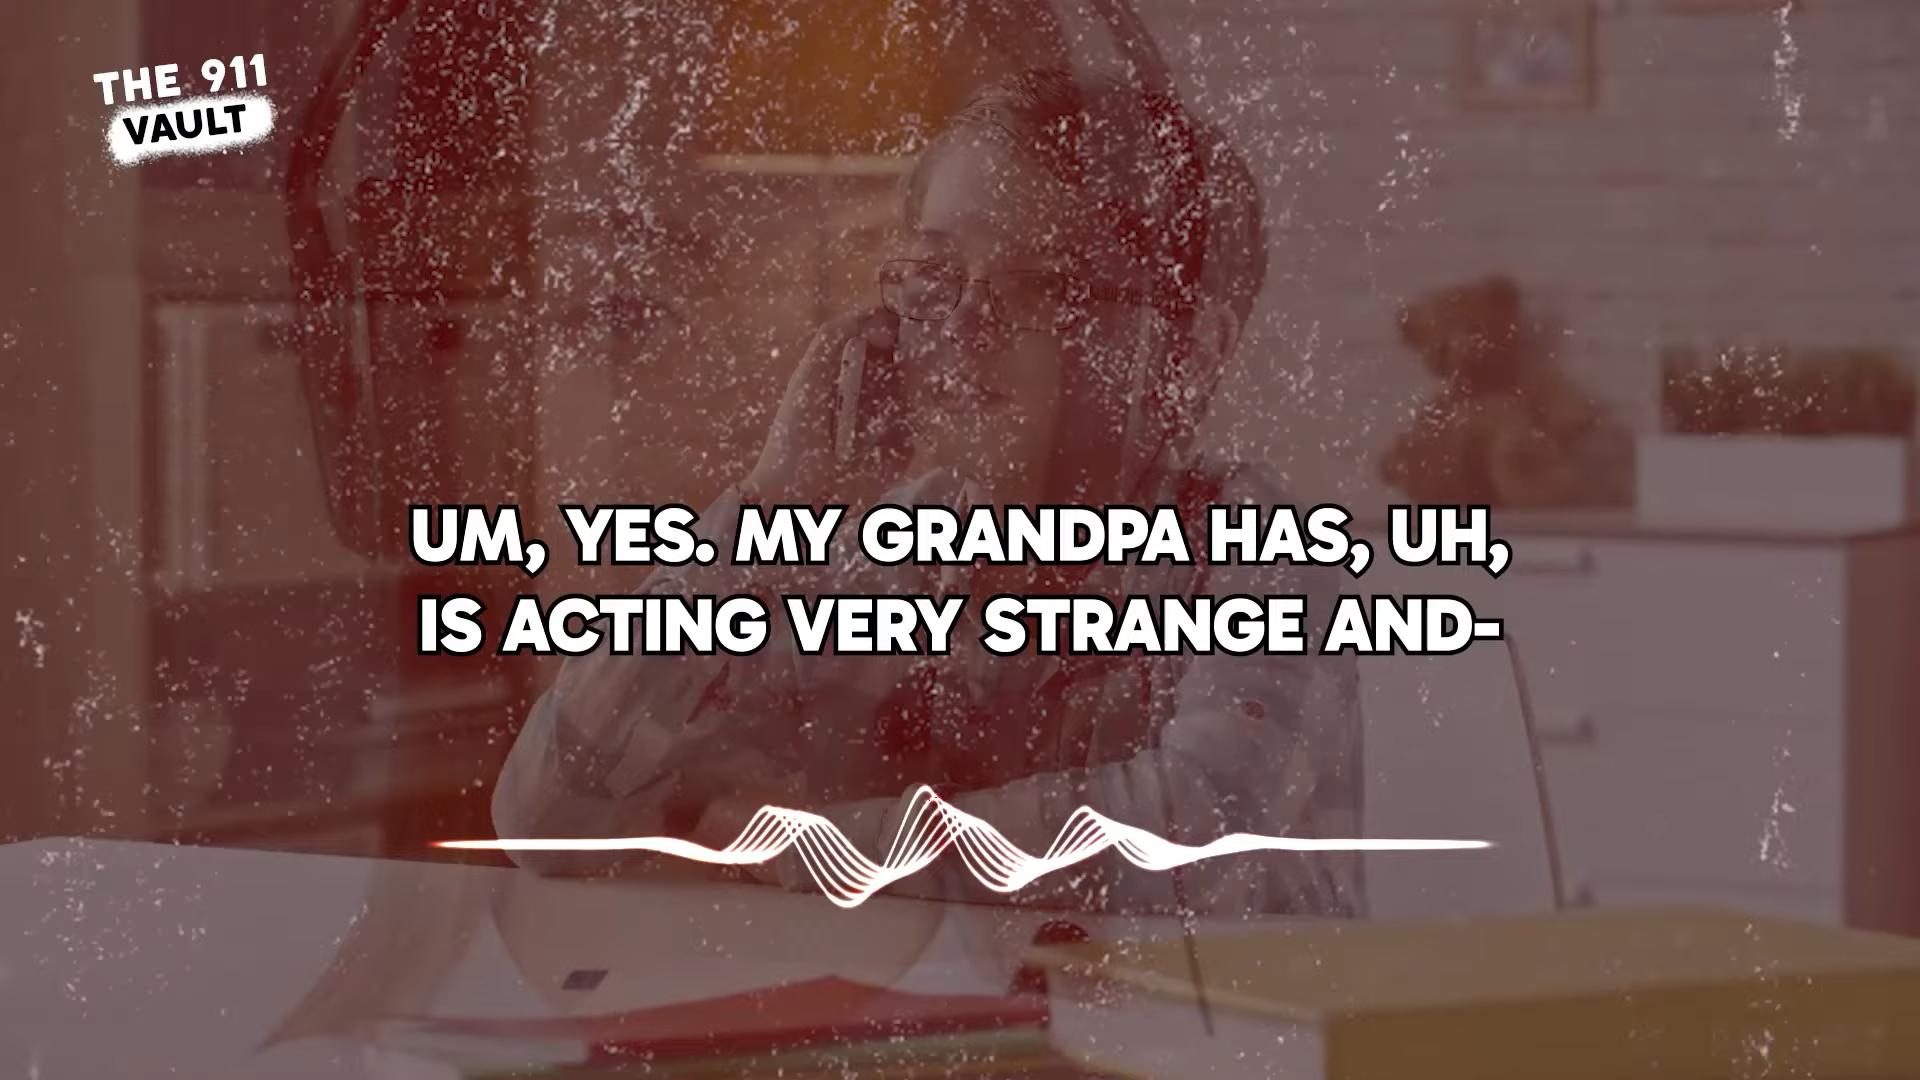 THE 911
VAULT
UM, YES. MY GRANDPA HAS, UH,
IS ACTING VERY STRANGE AND-